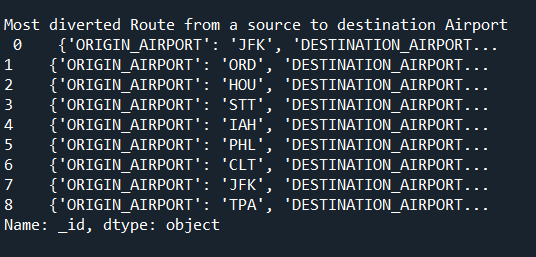 Most diverted Route from a source to destination Airport
0 {'ORIGIN_AIRPORT': 'JFK', 'DESTINATION_AIRPORT...
1 {'ORIGIN_AIRPORT': 'ORD', 'DESTINATION_AIRPORT...
2 {'ORIGIN_AIRPORT': 'HOU', 'DESTINATION_AIRPORT...
3 {'ORIGIN_AIRPORT': 'STT', 'DESTINATION_AIRPORT...
4 {'ORIGIN_AIRPORT': 'IAH', 'DESTINATION_AIRPORT...
5 {'ORIGIN_AIRPORT': 'PHL', 'DESTINATION_AIRPORT...
6 {'ORIGIN_AIRPORT': 'CLT', 'DESTINATION_AIRPORT...
7 {'ORIGIN_AIRPORT': 'JFK', 'DESTINATION_AIRPORT...
8 {'ORIGIN_AIRPORT': 'TPA', 'DESTINATION_AIRPORT...
Name: _id, dtype: object